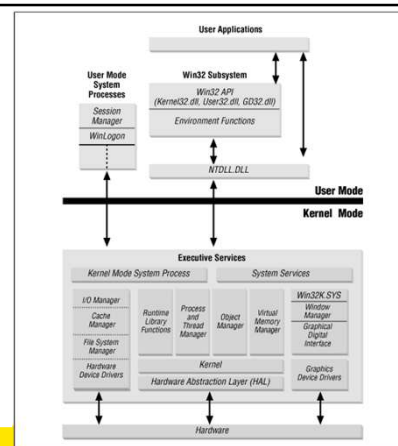 User Applications
User Mode
System
Processes
Session
Manager
WinLogon
Win32 Subsystem
Win32 API
(Kernel32.dll, User32.dll, GD32.dll)
Environment Functions
NTDLL.DLL
User Mode
Kernel Mode
Executive Services
Kernel Mode System Process
System Services
I/O Manager
Cache
Manager
File System
Manager
Hardware
Device Drivers
Runtime
Library
Functions
Process
and
Thread
Manager
Object
Manager
Virtual
Memory
Manager
Win32K.SYS
Window
Manager
Graphical
Digital
Interface
Kernel
Hardware Abstraction Layer (HAL)
Graphics
Device Drivers
Hardware